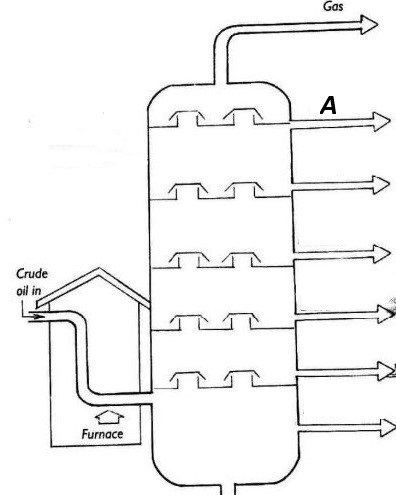 Gas
A
Crude
oil in
Furnace